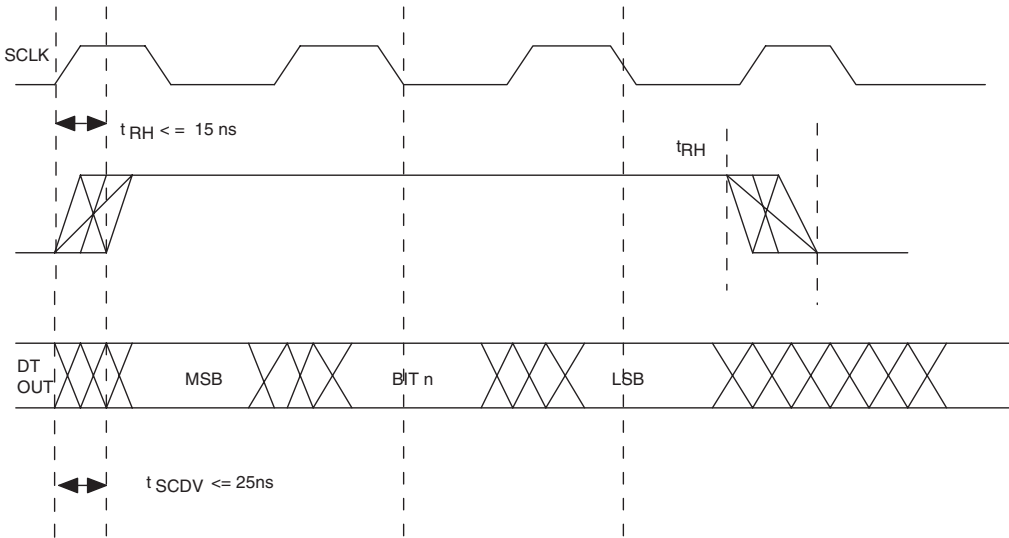 SCLK
t RH < = 15 ns
tRH
DT
OUT
MSB
BIT n
LSB
t SCDV <= 25ns